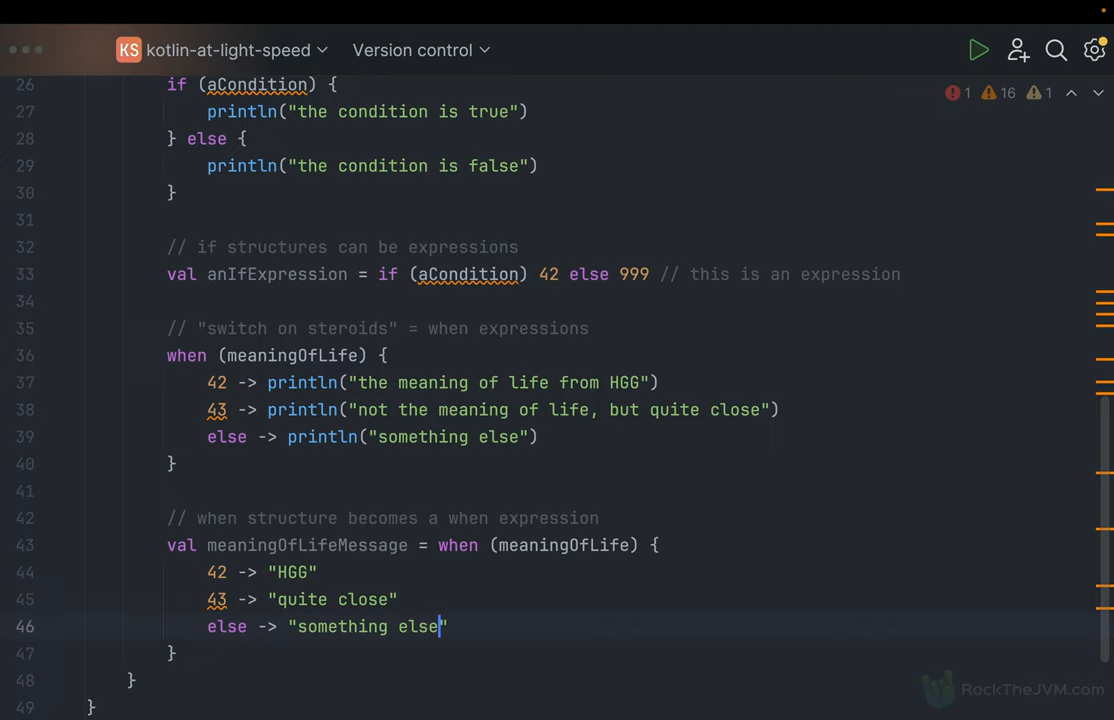 KS kotlin-at-light-speed Version control
1 16 1
26 if (aCondition) {
27 println("the condition is true")
28 } else {
29 println("the condition is false")
30 }
31
32 // if structures can be expressions
33 val anIfExpression = if (aCondition) 42 else 999 // this is an expression
34
35 // "switch on steroids" = when expressions
36 when (meaningOfLife) {
37 42 -> println("the meaning of life from HGG")
38 43 -> println("not the meaning of life, but quite close")
39 else -> println("something else")
40 }
41
42 // when structure becomes a when expression
43 val meaningOfLifeMessage = when (meaningOfLife) {
44 42 -> "HGG"
45 43 -> "quite close"
46 else -> "something else"
47 }
48 }
49 }
RockTheJVM.com